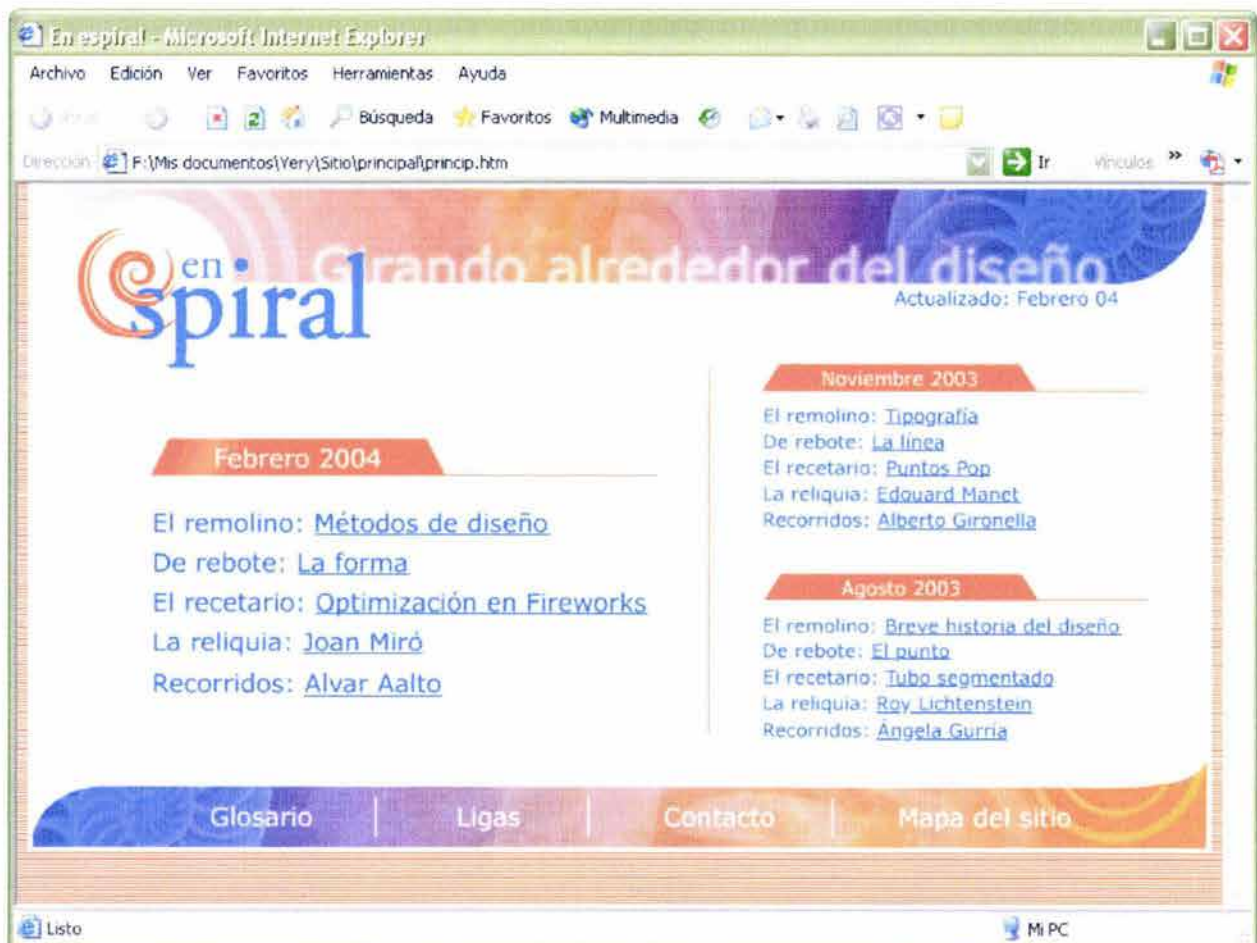 En espiral - Microsoft Internet Explorer
Archivo Edición Ver Favoritos Herramientas Ayuda
Búsqueda Favoritos Multimedia
Dirección F:\Mis documentos\Yery\Sitio\principal\princip.htm Ir Vínculos »
en espiral
Girando alrededor del diseño
Actualizado: Febrero 04
Febrero 2004
El remolino: Métodos de diseño
De rebote: La forma
El recetario: Optimización en Fireworks
La reliquia: Joan Miró
Recorridos: Alvar Aalto
Noviembre 2003
El remolino: Tipografía
De rebote: La línea
El recetario: Puntos Pop
La reliquia: Edouard Manet
Recorridos: Alberto Gironella
Agosto 2003
El remolino: Breve historia del diseño
De rebote: El punto
El recetario: Tubo segmentado
La reliquia: Roy Lichtenstein
Recorridos: Ángela Gurría
Glosario Ligas Contacto Mapa del sitio
Listo Mi PC